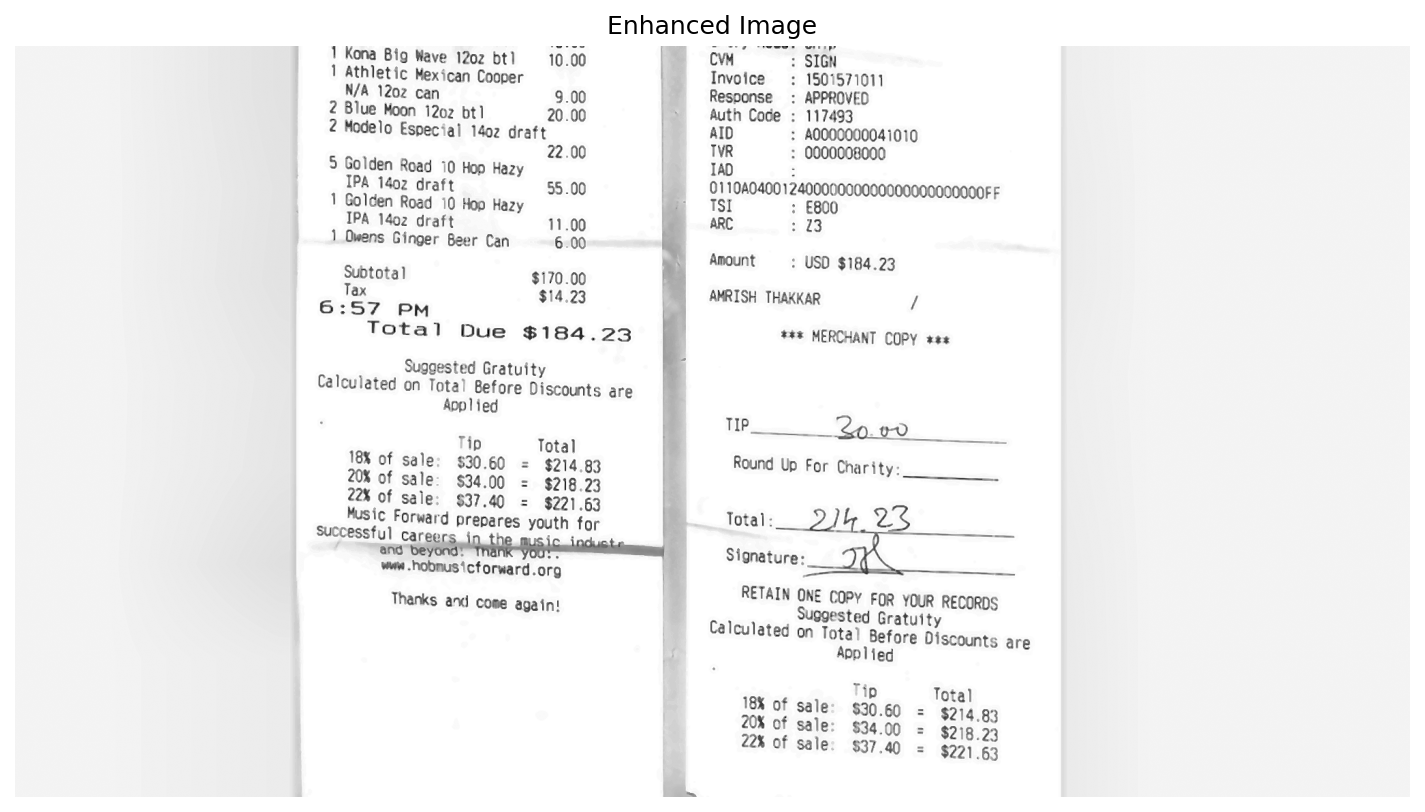 Enhanced Image
1 Kona Big Wave 12oz btl 10.00
1 Athletic Mexican Cooper
N/A 12oz can 9.00
2 Blue Moon 12oz btl 20.00
2 Modelo Especial 14oz draft
22.00
5 Golden Road 10 Hop Hazy
IPA 14oz draft 55.00
1 Golden Road 10 Hop Hazy
IPA 14oz draft 11.00
1 Owens Ginger Beer Can 6.00
Subtotal $170.00
Tax $14.23
6:57 PM
Total Due $184.23
Suggested Gratuity
Calculated on Total Before Discounts are
Applied
Tip Total
18% of sale: $30.60 = $214.83
20% of sale: $34.00 = $218.23
22% of sale: $37.40 = $221.63
Music Forward prepares youth for
successful careers in the music industr
and beyond. Thank you!.
www.hobmusicforward.org
Thanks and come again!
CVM : SIGN
Invoice : 1501571011
Response : APPROVED
Auth Code : 117493
AID : A0000000041010
TVR : 0000008000
IAD :
0110A04001240000000000000000000000FF
TSI : E800
ARC : Z3
Amount : USD $184.23
AMRISH THAKKAR /
*** MERCHANT COPY ***
TIP 30.00
Round Up For Charity:
Total: 214.23
Signature:
RETAIN ONE COPY FOR YOUR RECORDS
Suggested Gratuity
Calculated on Total Before Discounts are
Applied
Tip Total
18% of sale: $30.60 = $214.83
20% of sale: $34.00 = $218.23
22% of sale: $37.40 = $221.63